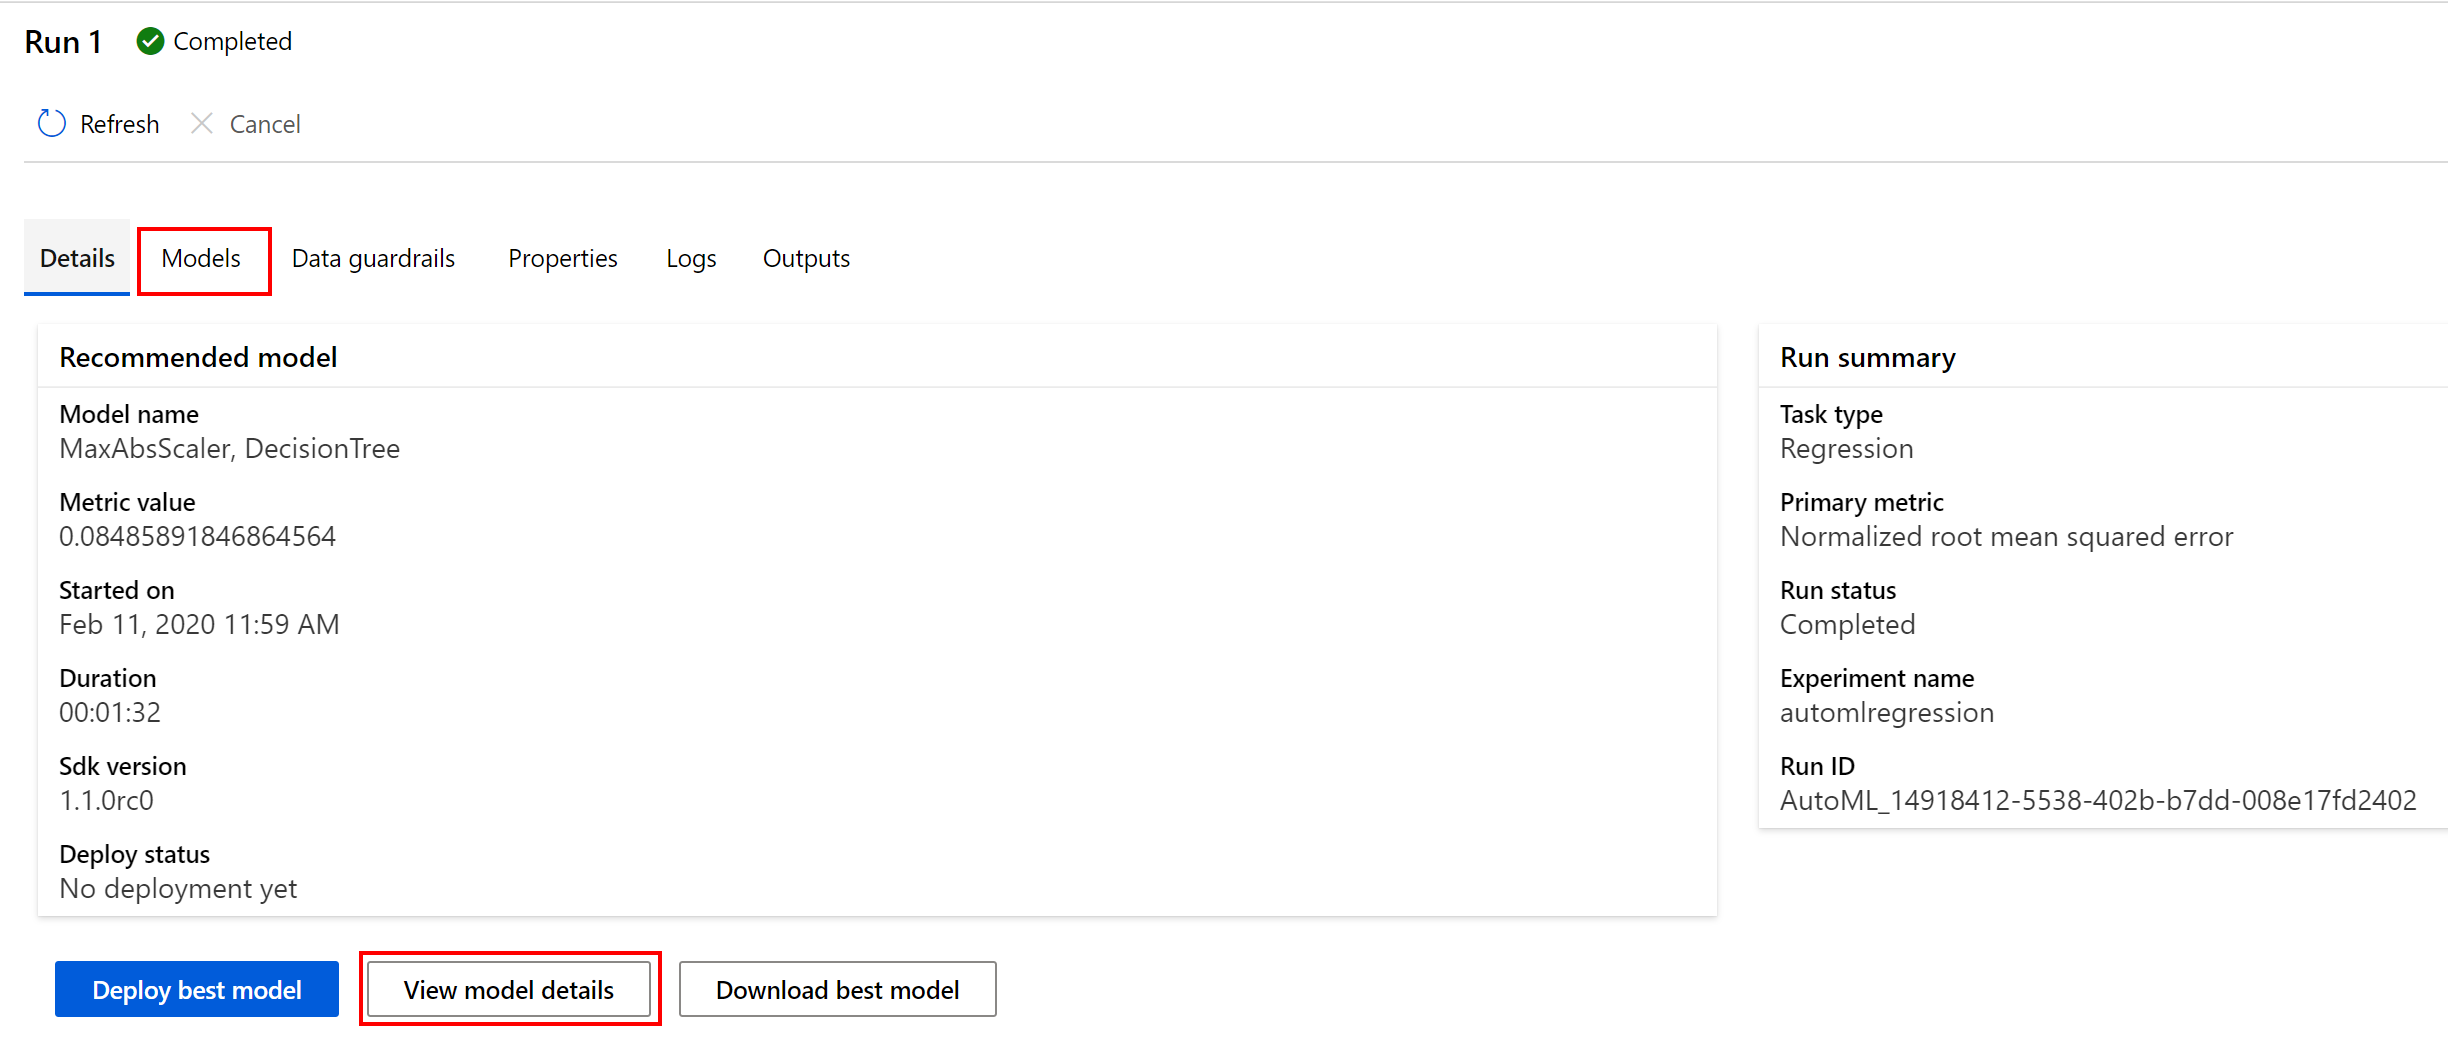 Run 1 Completed
Refresh Cancel
Details Models Data guardrails Properties Logs Outputs
Recommended model
Model name
MaxAbsScaler, DecisionTree
Metric value
0.08485891846864564
Started on
Feb 11, 2020 11:59 AM
Duration
00:01:32
Sdk version
1.1.0rc0
Deploy status
No deployment yet
Deploy best model View model details Download best model
Run summary
Task type
Regression
Primary metric
Normalized root mean squared error
Run status
Completed
Experiment name
automlregression
Run ID
AutoML_14918412-5538-402b-b7dd-008e17fd2402